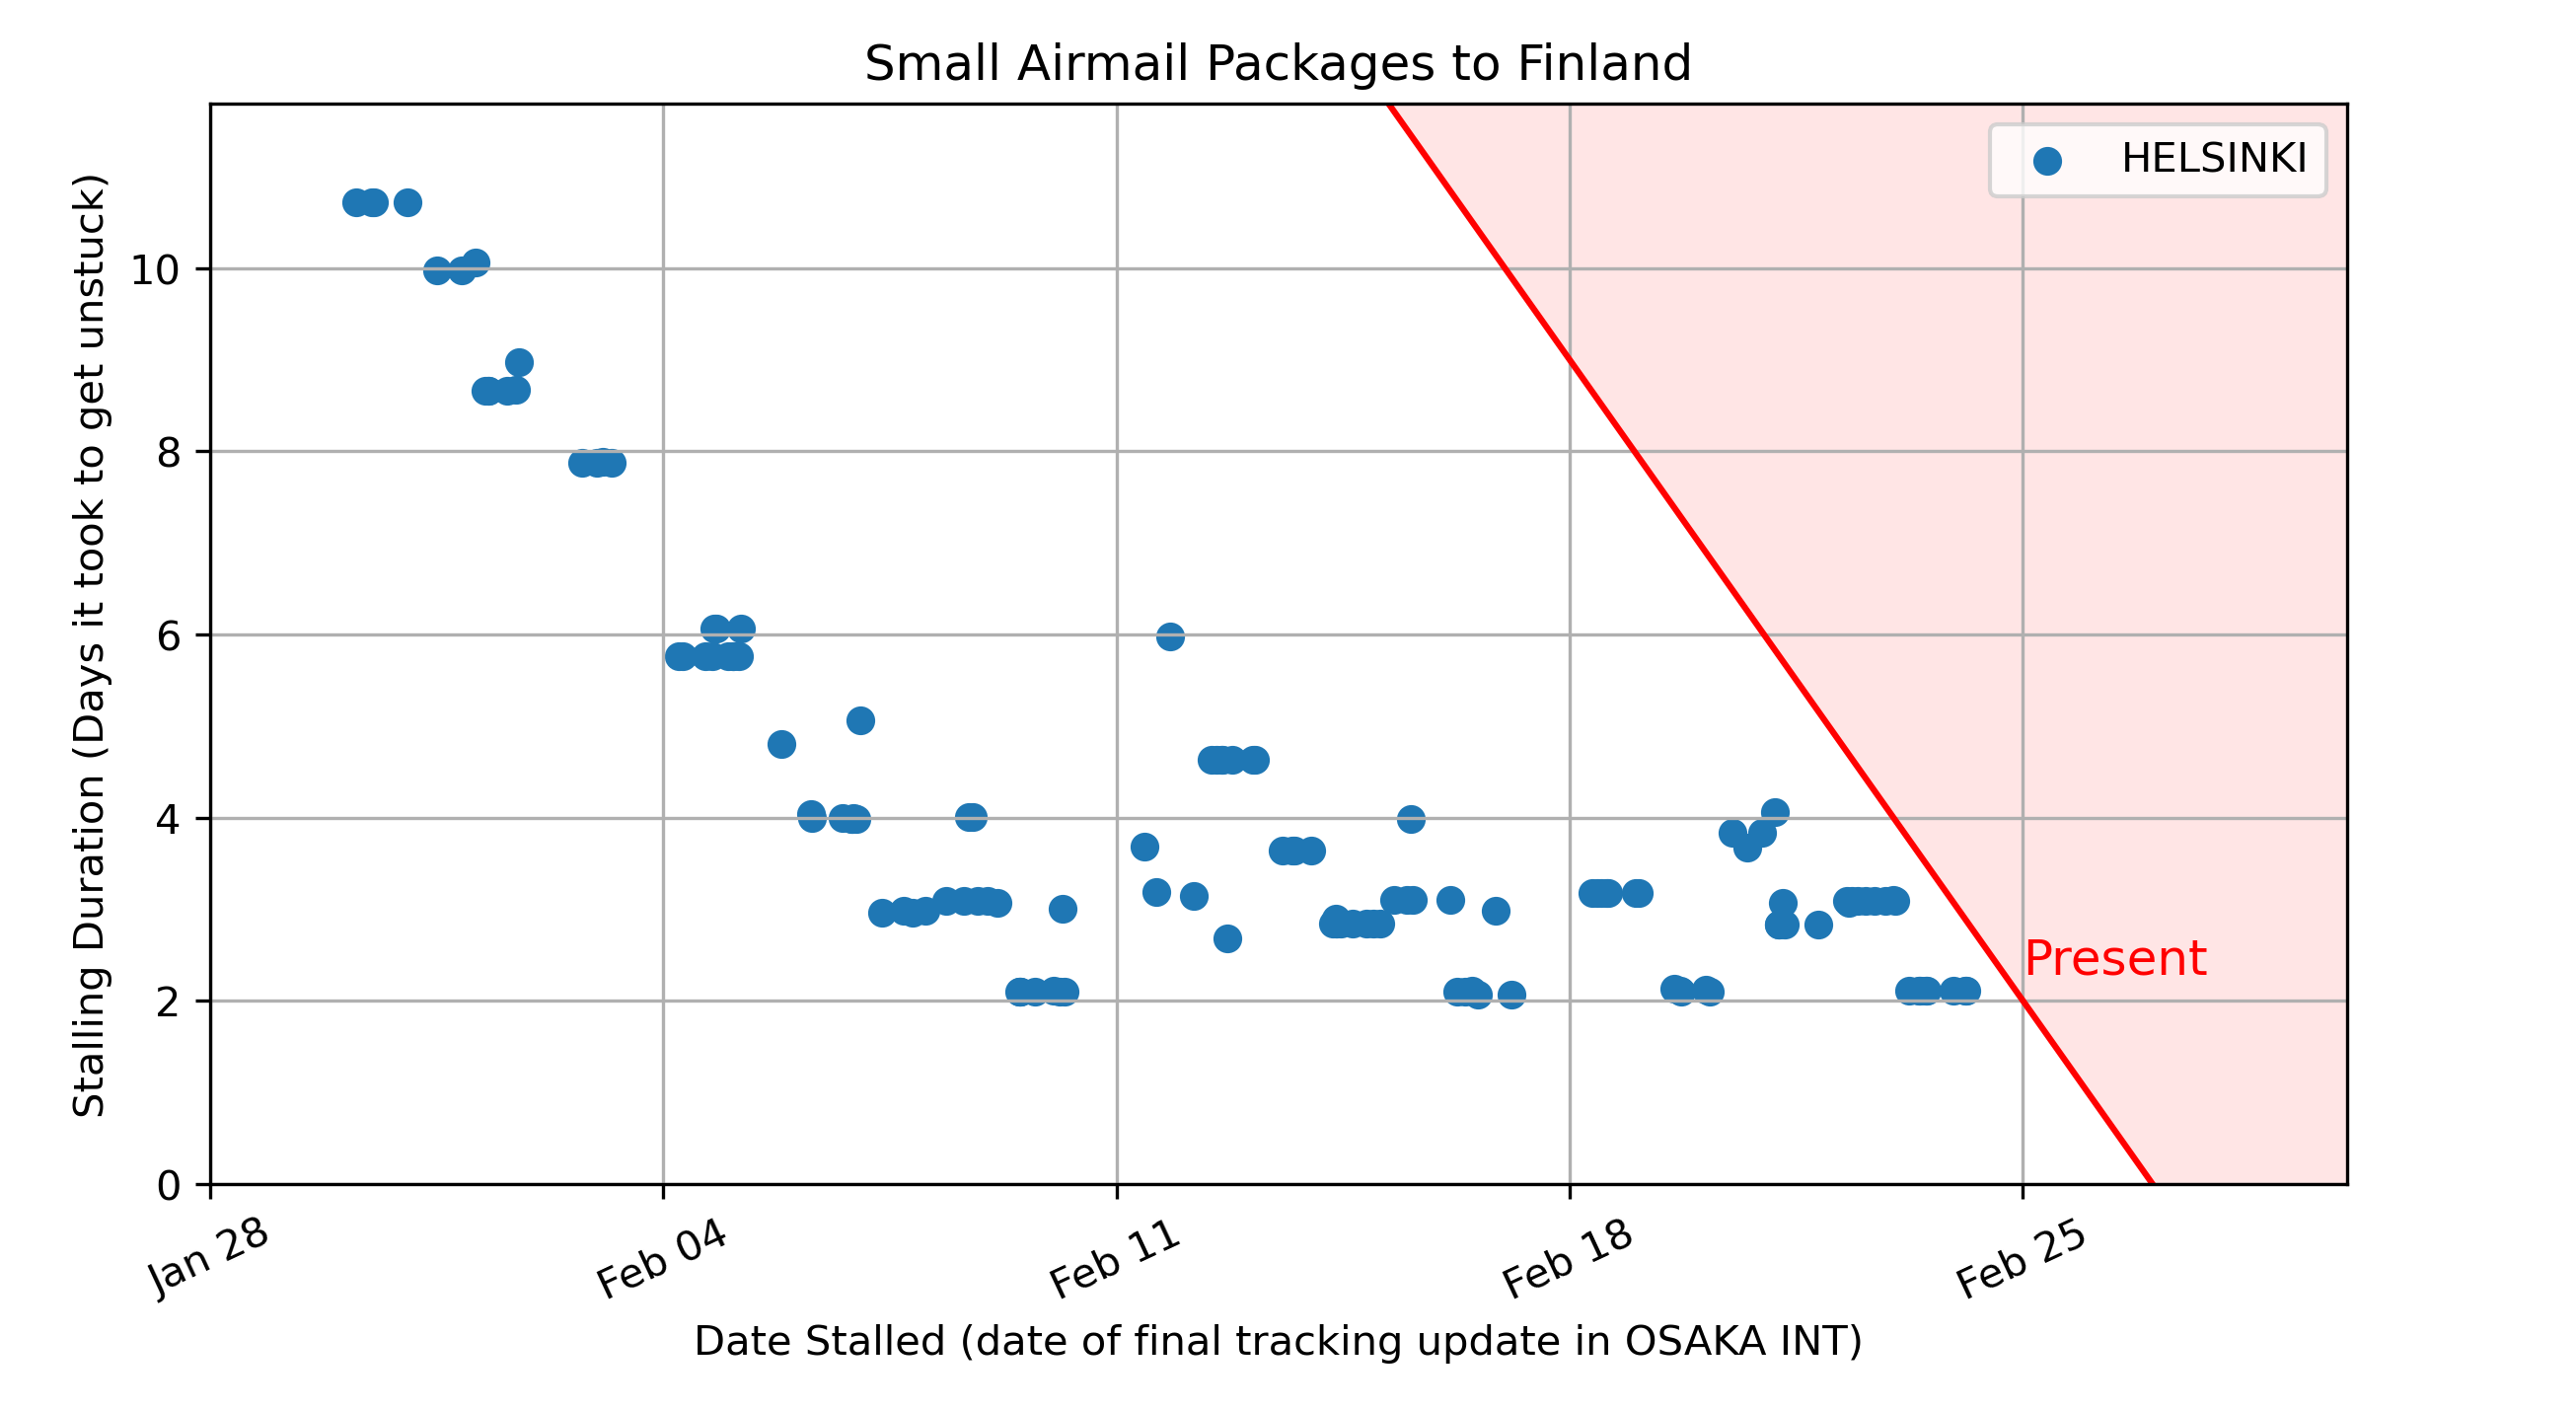 Small Airmail Packages to Finland
HELSINKI
Stalling Duration (Days it took to get unstuck)
10
8
6
4
2
0
Present
Jan 28
Feb 04
Feb 11
Feb 18
Feb 25
Date Stalled (date of final tracking update in OSAKA INT)